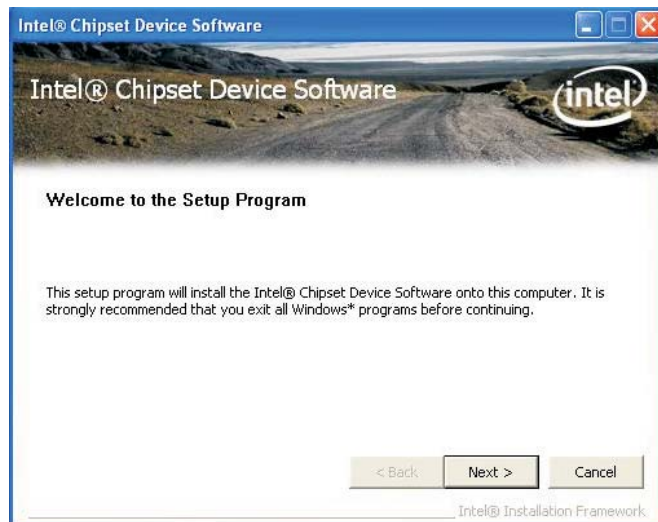 Intel® Chipset Device Software
Intel® Chipset Device Software
intel
Welcome to the Setup Program
This setup program will install the Intel® Chipset Device Software onto this computer. It is
strongly recommended that you exit all Windows* programs before continuing.
< Back
Next >
Cancel
Intel® Installation Framework